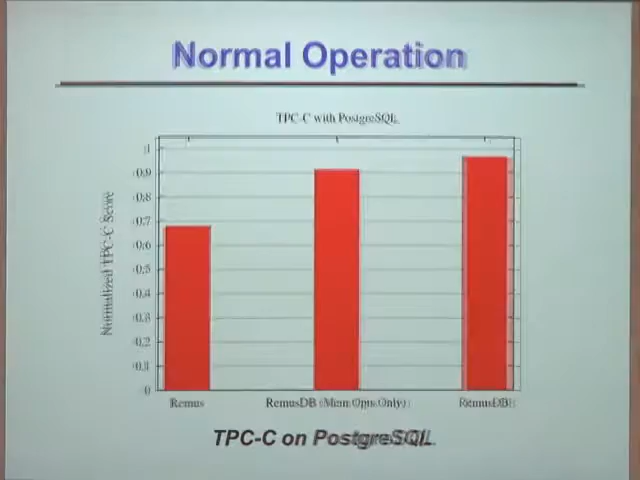 Normal Operation
TPC-C with PostgreSQL
Normalized TPC-C Score
1
0.9
0.8
0.7
0.6
0.5
0.4
0.3
0.2
0.1
0
Remus
RemusDB (Mem Opts Only)
RemusDB
TPC-C on PostgreSQL